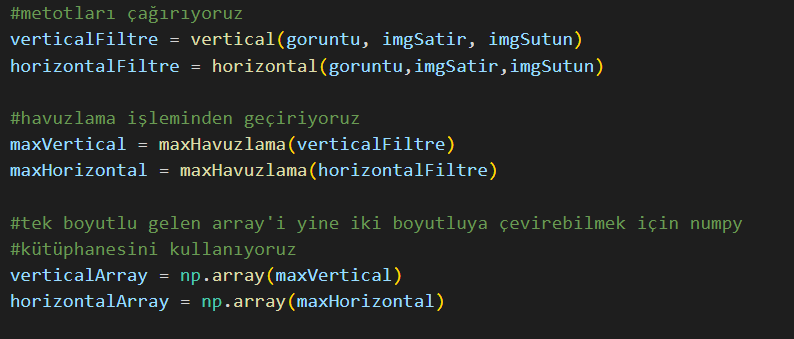 #metotları çağırıyoruz
verticalFiltre = vertical(goruntu, imgSatir, imgSutun)
horizontalFiltre = horizontal(goruntu,imgSatir,imgSutun)
#havuzlama işleminden geçiriyoruz
maxVertical = maxHavuzlama(verticalFiltre)
maxHorizontal = maxHavuzlama(horizontalFiltre)
#tek boyutlu gelen array'i yine iki boyutluya çevirebilmek için numpy
#kütüphanesini kullanıyoruz
verticalArray = np.array(maxVertical)
horizontalArray = np.array(maxHorizontal)